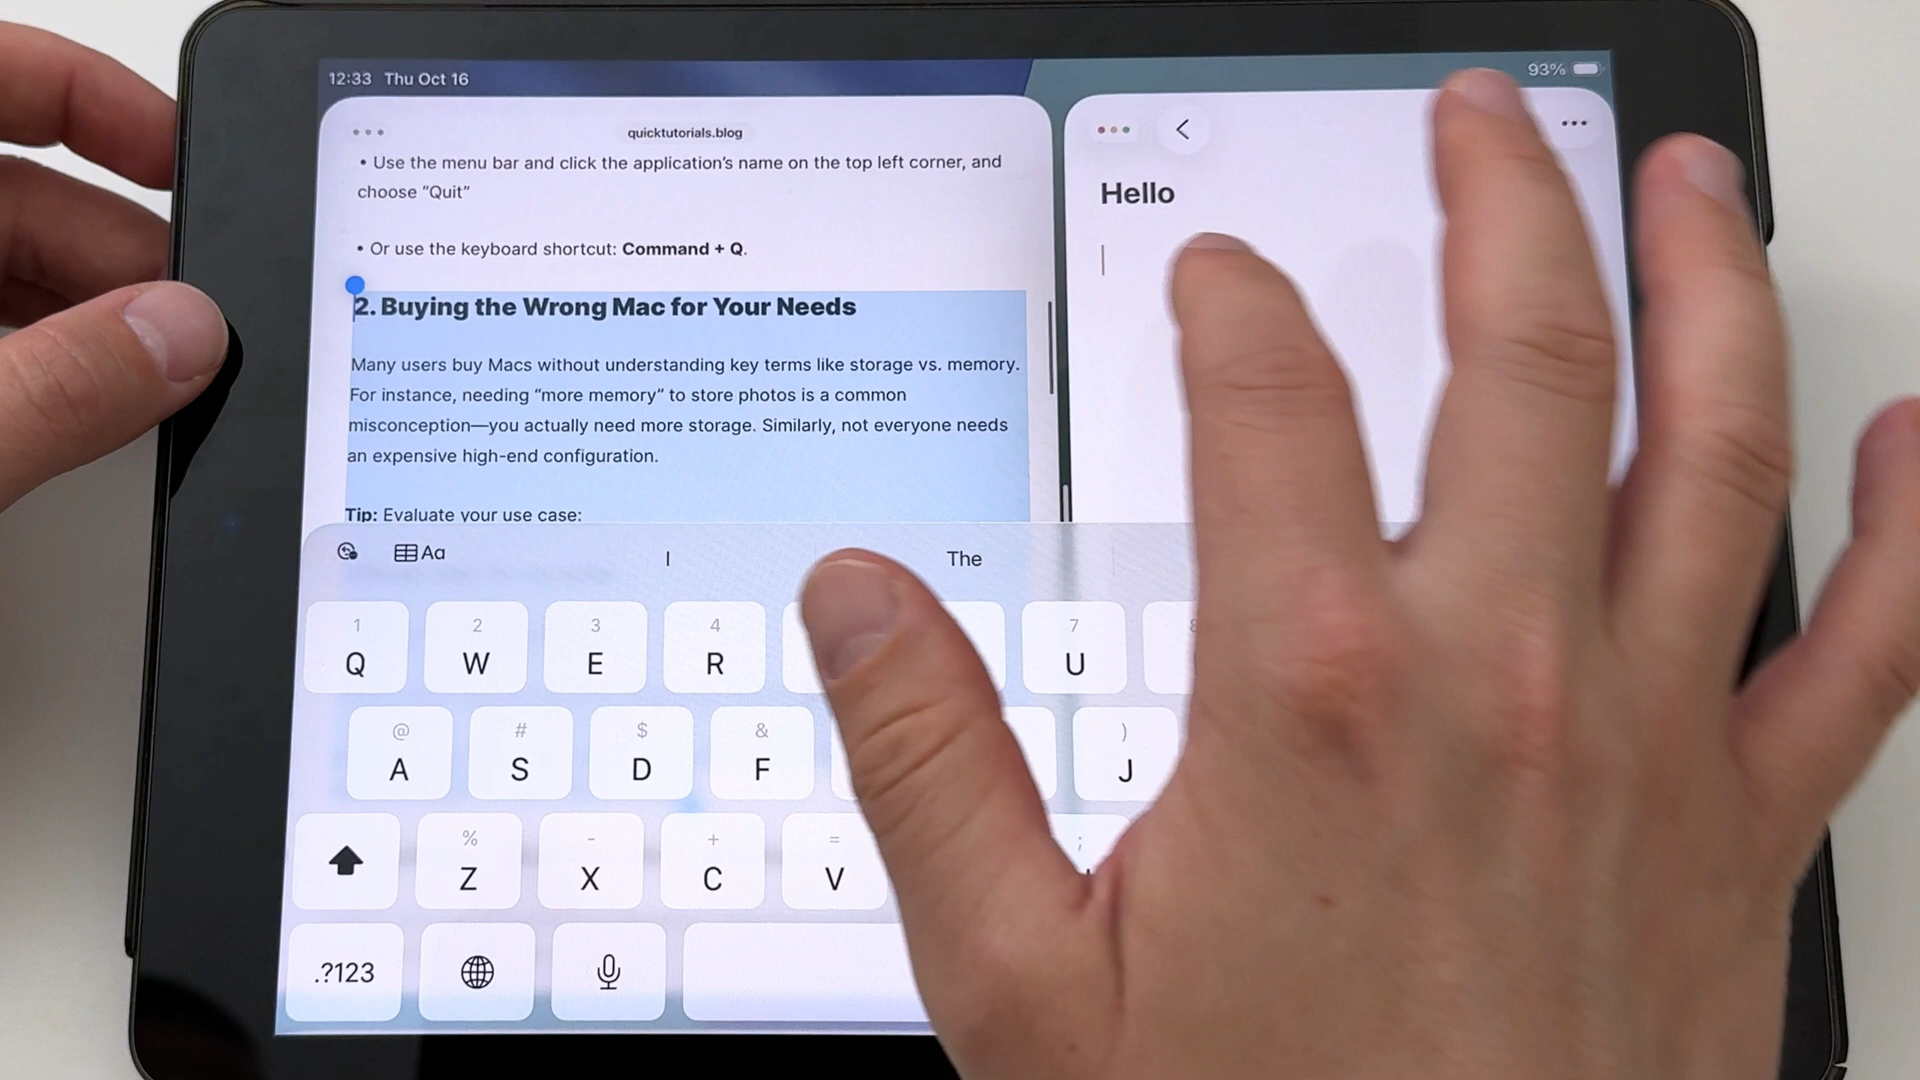 12:33 Thu Oct 16
93%
quicktutorials.blog
• Use the menu bar and click the application's name on the top left corner, and
choose “Quit”
• Or use the keyboard shortcut: Command + Q.
2. Buying the Wrong Mac for Your Needs
Many users buy Macs without understanding key terms like storage vs. memory.
For instance, needing “more memory” to store photos is a common
misconception—you actually need more storage. Similarly, not everyone needs
an expensive high-end configuration.
Tip: Evaluate your use case:
Hello
Aa I The
1 2 3 4 7
Q W E R U
@ # $ & )
A S D F J
% - + = ;
Z X C V
.?123